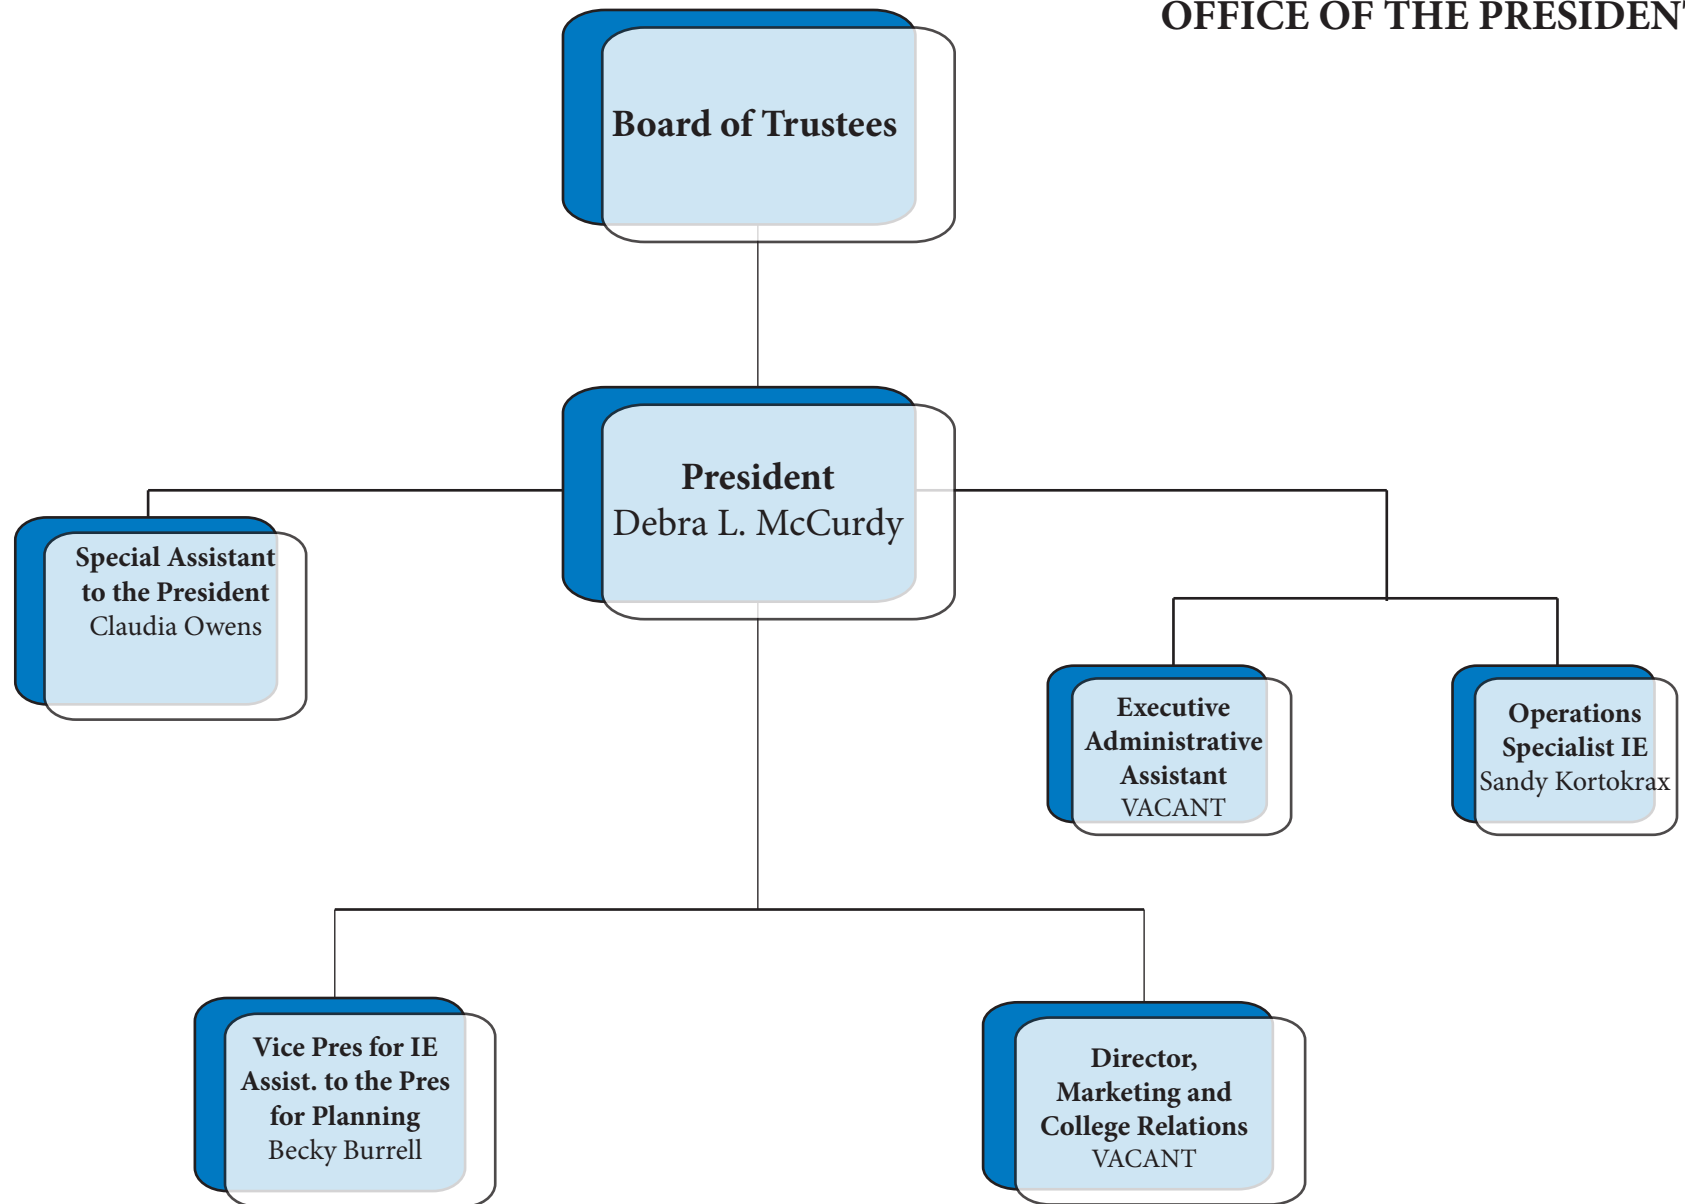 OFFICE OF THE PRESIDENT
Board of Trustees
President
Debra L. McCurdy
Special Assistant
to the President
Claudia Owens
Executive
Administrative
Assistant
VACANT
Operations
Specialist IE
Sandy Kortokrax
Vice Pres for IE
Assist. to the Pres
for Planning
Becky Burrell
Director,
Marketing and
College Relations
VACANT